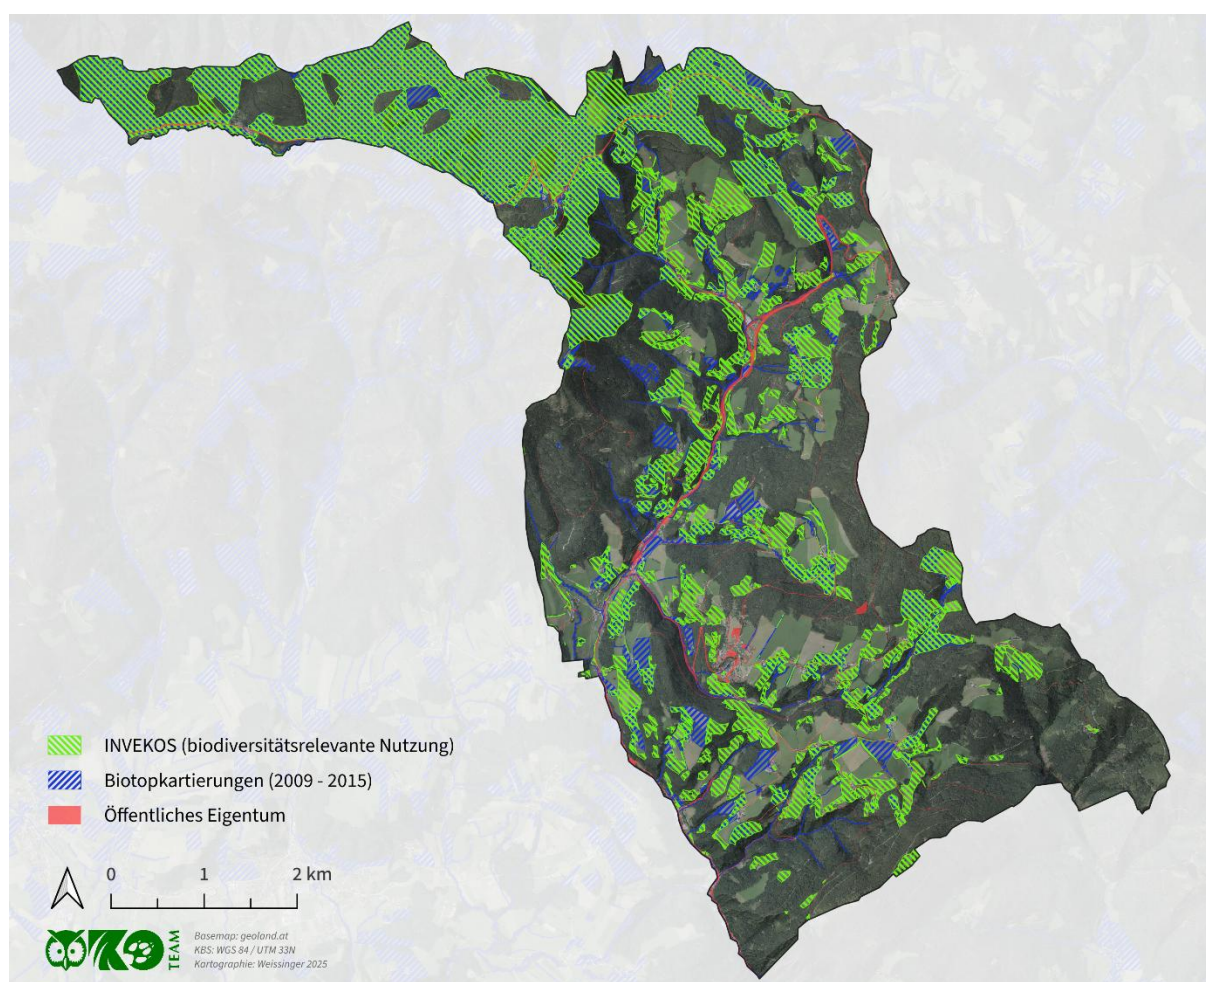 INVEKOS (biodiversitätsrelevante Nutzung)
Biotopkartierungen (2009 - 2015)
Öffentliches Eigentum
0 1 2 km
ÖKO TEAM
Basemap: geoland.at
KBS: WGS 84 / UTM 33N
Kartographie: Weissinger 2025